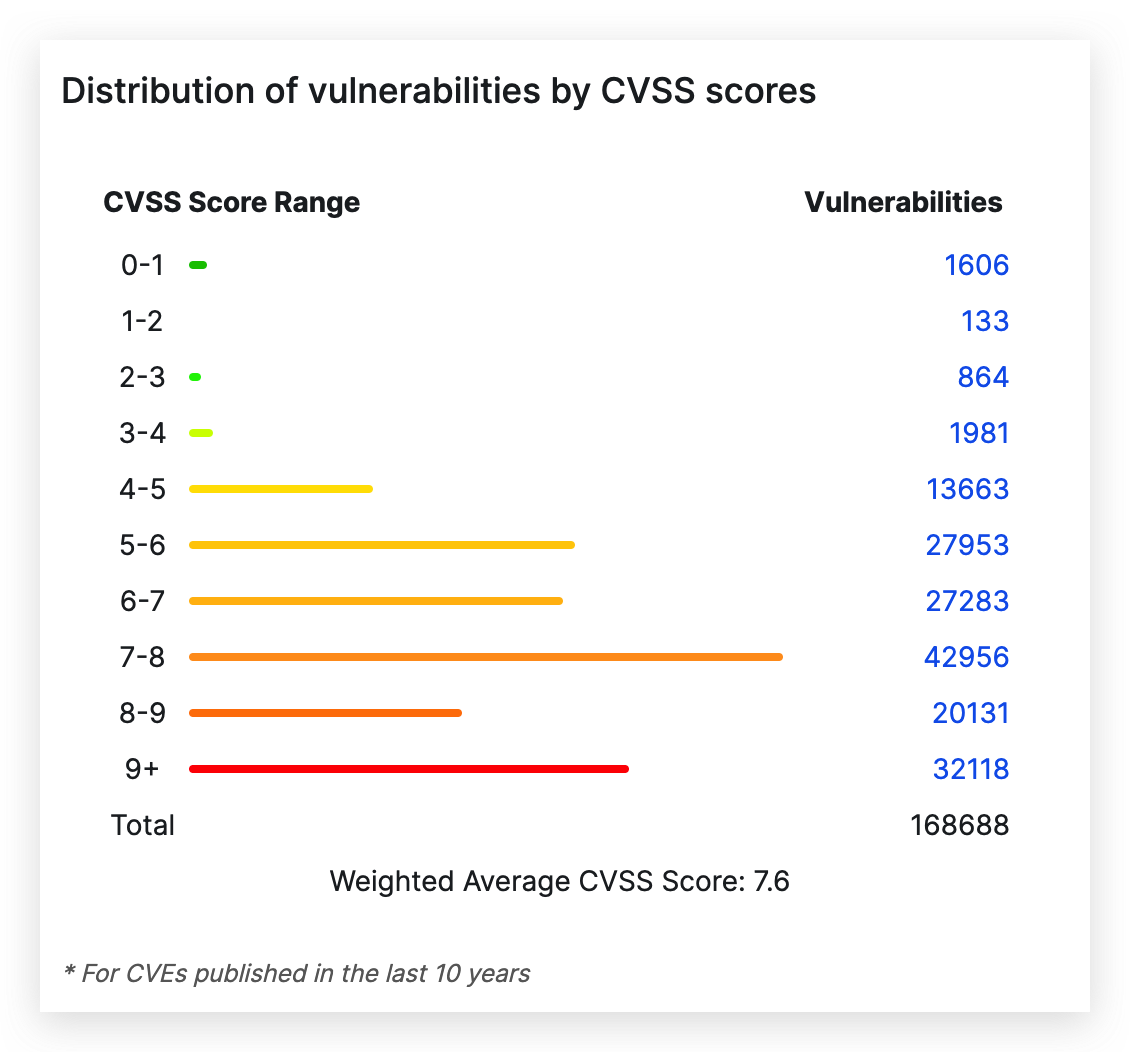 Distribution of vulnerabilities by CVSS scores
CVSS Score Range Vulnerabilities
0-1 1606
1-2 133
2-3 864
3-4 1981
4-5 13663
5-6 27953
6-7 27283
7-8 42956
8-9 20131
9+ 32118
Total 168688
Weighted Average CVSS Score: 7.6
* For CVEs published in the last 10 years